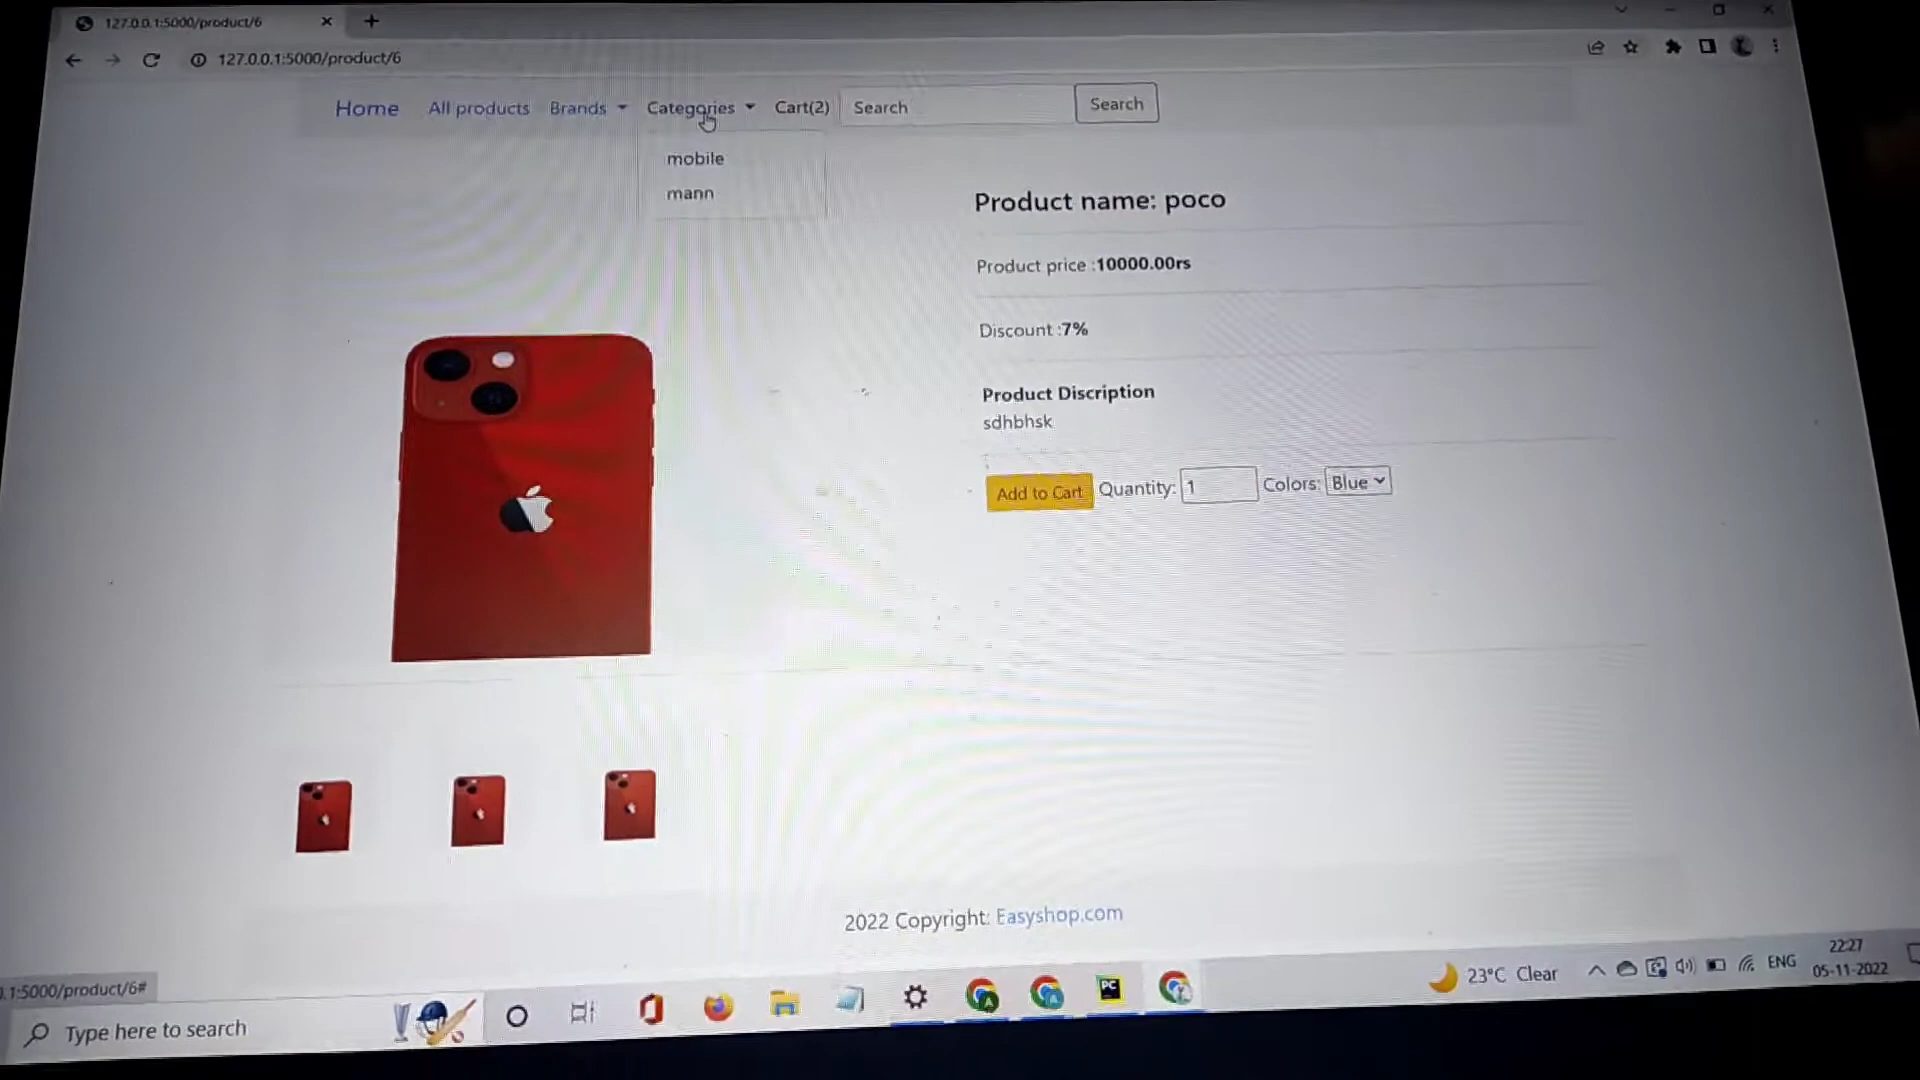 127.0.0.1:5000/product/6
127.0.0.1:5000/product/6
Home All products Brands Categories Cart(2) Search Search
mobile
mann
Product name: poco
Product price :10000.00rs
Discount :7%
Product Discription
sdhbhsk
Add to Cart Quantity: 1 Colors: Blue
2022 Copyright: Easyshop.com
0.1:5000/product/6#
Type here to search
PC
23°C Clear
ENG
22:27
05-11-2022